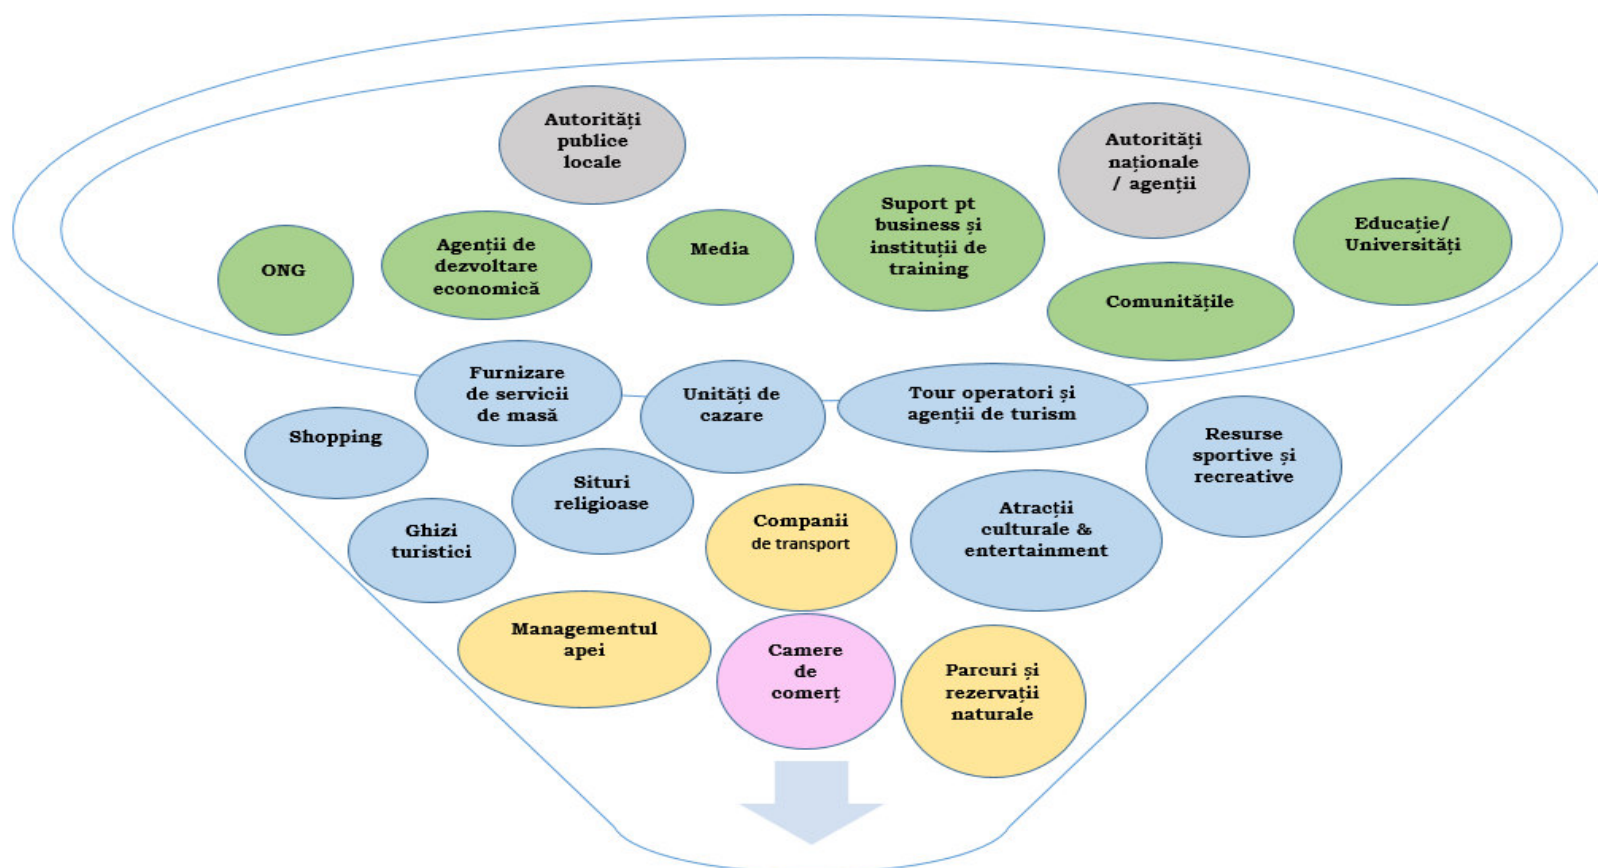 Autorități
publice
locale
Autorități
naționale
/ agenții
Suport pt
business și
instituții de
training
Educație/
Universități
ONG
Agenții de
dezvoltare
economică
Media
Comunitățile
Furnizare
de servicii
de masă
Unități de
cazare
Tour operatori și
agenții de turism
Shopping
Resurse
sportive și
recreative
Situri
religioase
Ghizi
turistici
Companii
de transport
Atracții
culturale &
entertainment
Managementul
apei
Camere
de
comerț
Parcuri și
rezervații
naturale